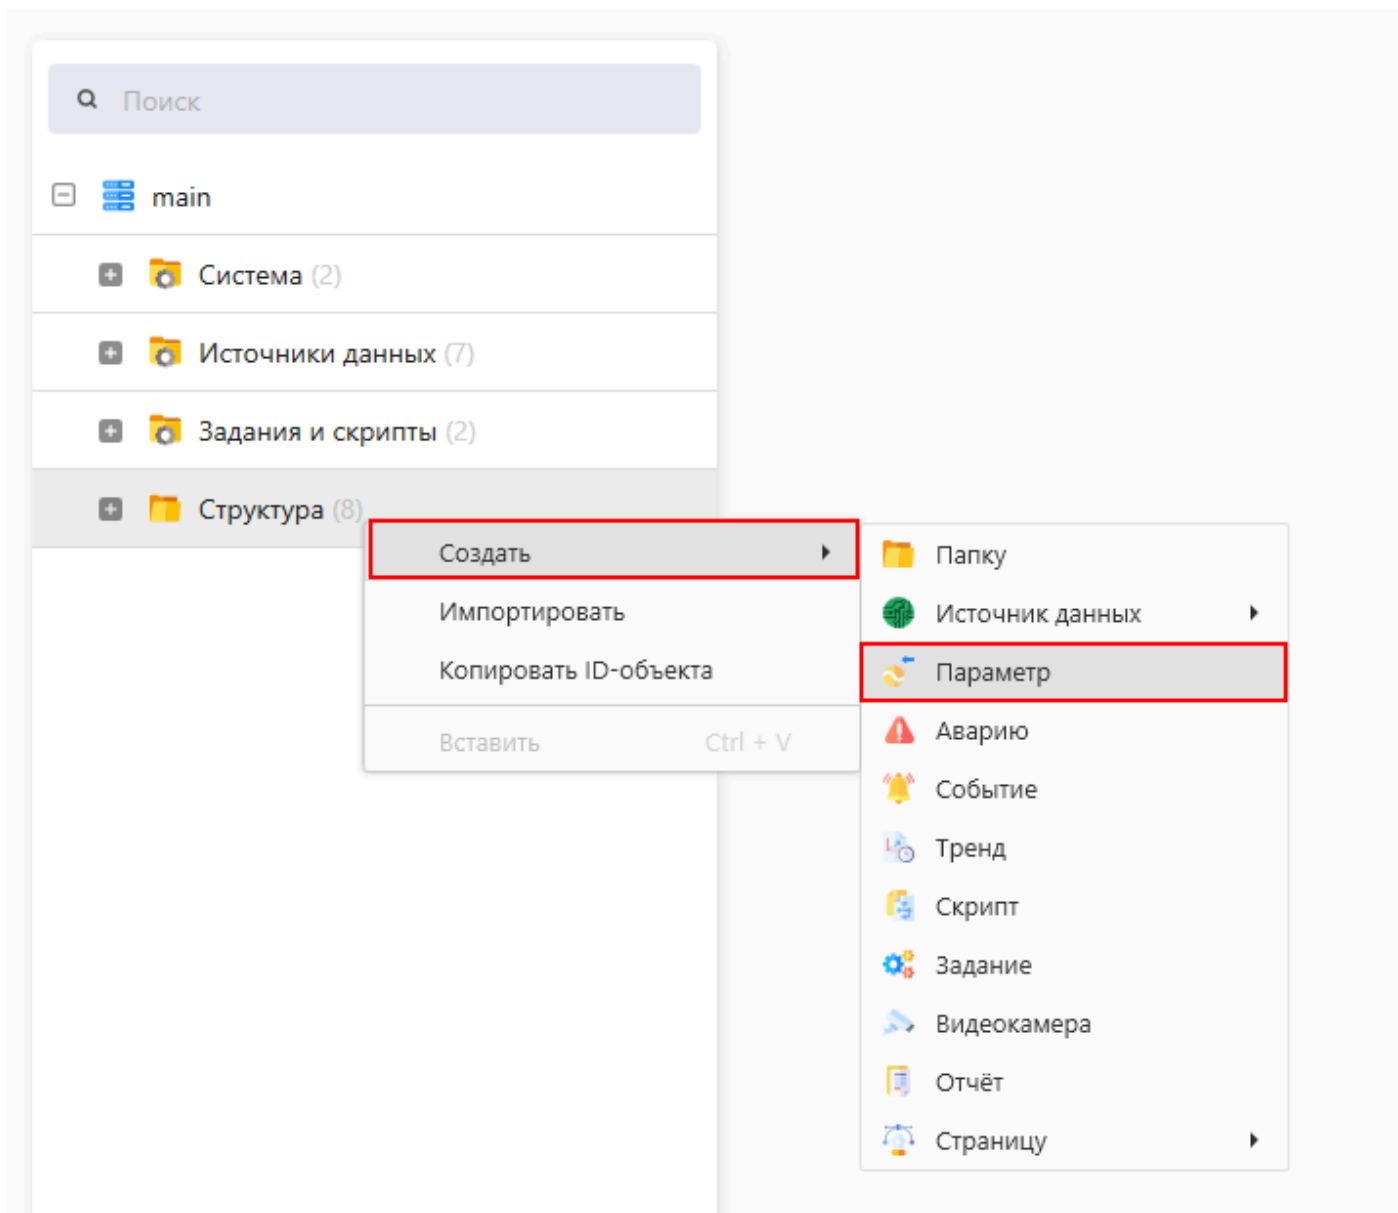 Поиск
main
Система (2)
Источники данных (7)
Задания и скрипты (2)
Структура (8)
Создать
Импортировать
Копировать ID-объекта
Вставить Ctrl + V
Папку
Источник данных
Параметр
Аварию
Событие
Тренд
Скрипт
Задание
Видеокамера
Отчёт
Страницу